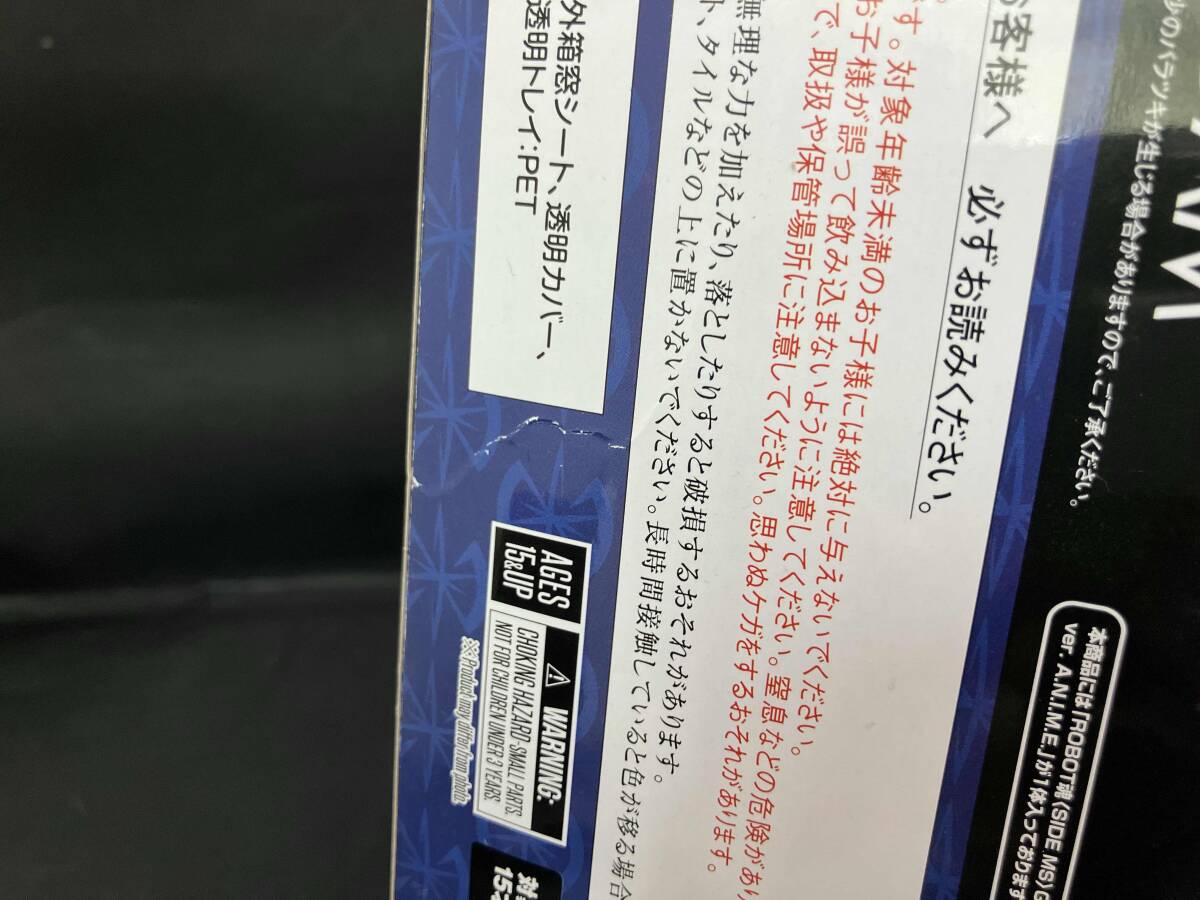 少のバラツキが生じる場合がありますので、ご了承ください。
お客様へ 必ずお読みください。
す。対象年齢未満のお子様には絶対に与えないでください。
お子様が誤って飲み込まないように注意してください。窒息などの危険があり
で、取扱や保管場所に注意してください。思わぬケガをするおそれがあります。
無理な力を加えたり、落としたりすると破損するおそれがあります。
ト、タイルなどの上に置かないでください。長時間接触していると色が移る場合
外箱窓シート、透明カバー、
透明トレイ:PET
本商品には「ROBOT魂〈SIDE MS〉G
ver. A.N.I.M.E.」が1体入っております
AGES
15&UP
WARNING:
CHOKING HAZARD-SMALL PARTS.
NOT FOR CHILDREN UNDER 3 YEARS.
※Product may differ from photo.
対
15